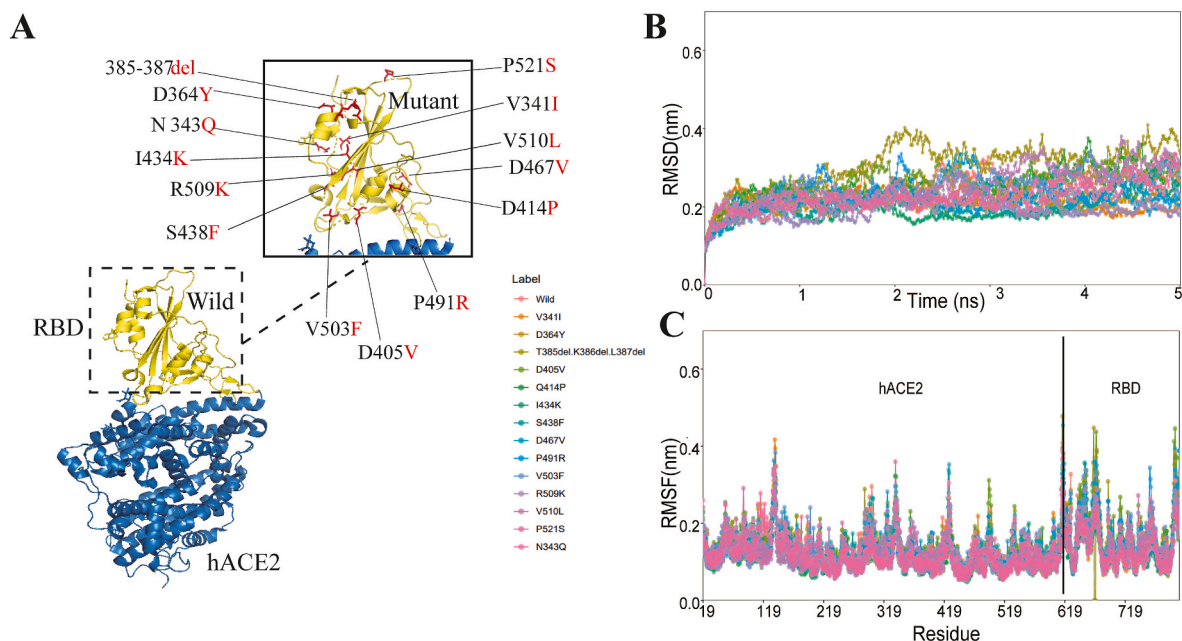 A
385-387del
D364Y
N 343Q
I434K
R509K
S438F
Mutant
P521S
V341I
V510L
D467V
D414P
P491R
V503F
D405V
RBD
Wild
hACE2
Label
Wild
V341I
D364Y
T385del.K386del.L387del
D405V
Q414P
I434K
S438F
D467V
P491R
V503F
R509K
V510L
P521S
N343Q
B
RMSD(nm)
0.6
0.4
0.2
0.0
0 1 2 3 4 5
Time (ns)
C
RMSF(nm)
0.6
0.4
0.2
0.0
hACE2 RBD
19 119 219 319 419 519 619 719
Residue